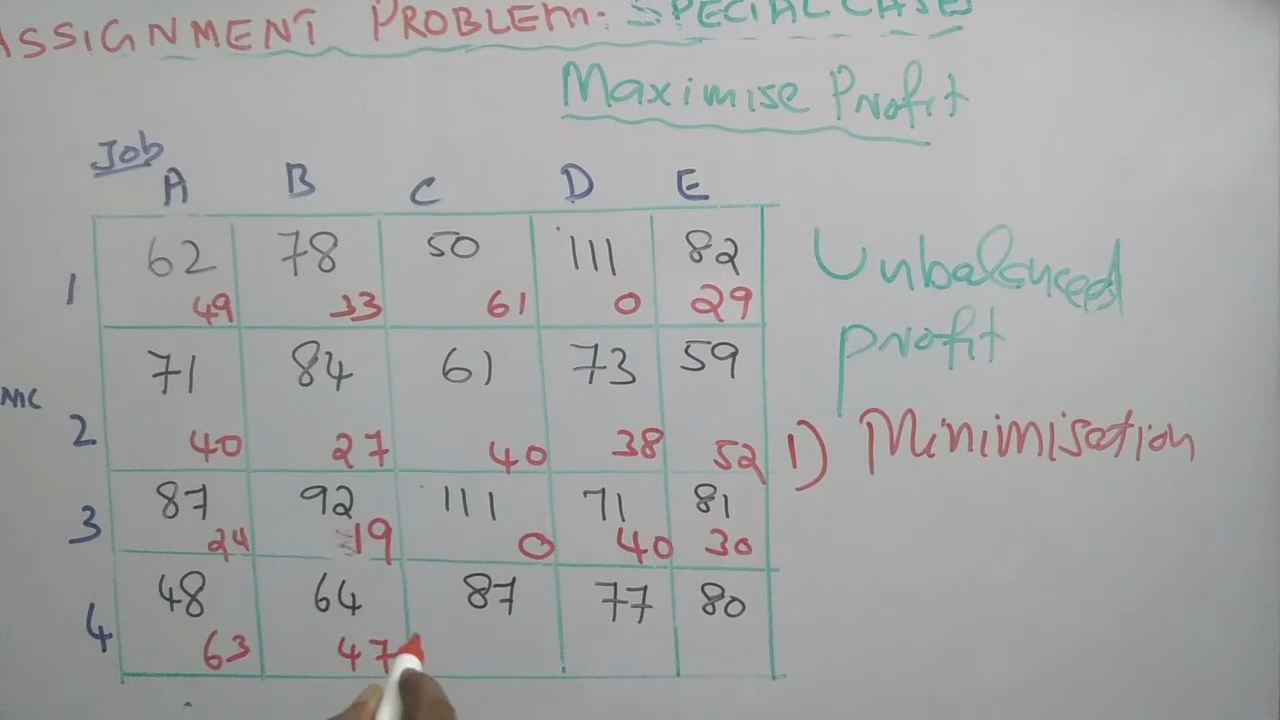 ASSIGNMENT PROBLEM: SPECIAL CASES
Maximise Profit
Job
A B C D E
1 62 78 50 111 82
49 33 61 0 29
Unbalanced
profit
MC
2 71 84 61 73 59
40 27 40 38 52
1) Minimisation
3 87 92 111 71 81
24 19 0 40 30
4 48 64 87 77 80
63 47